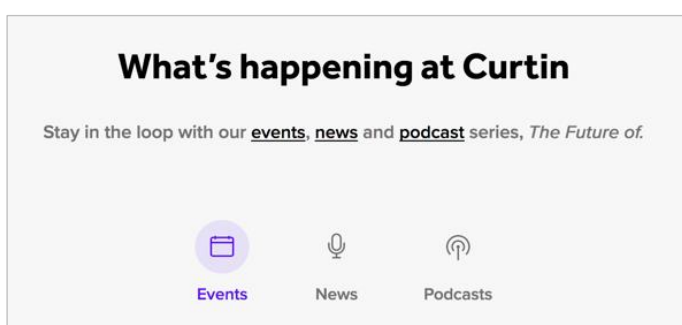 What's happening at Curtin
Stay in the loop with our events, news and podcast series, The Future of.
Events News Podcasts